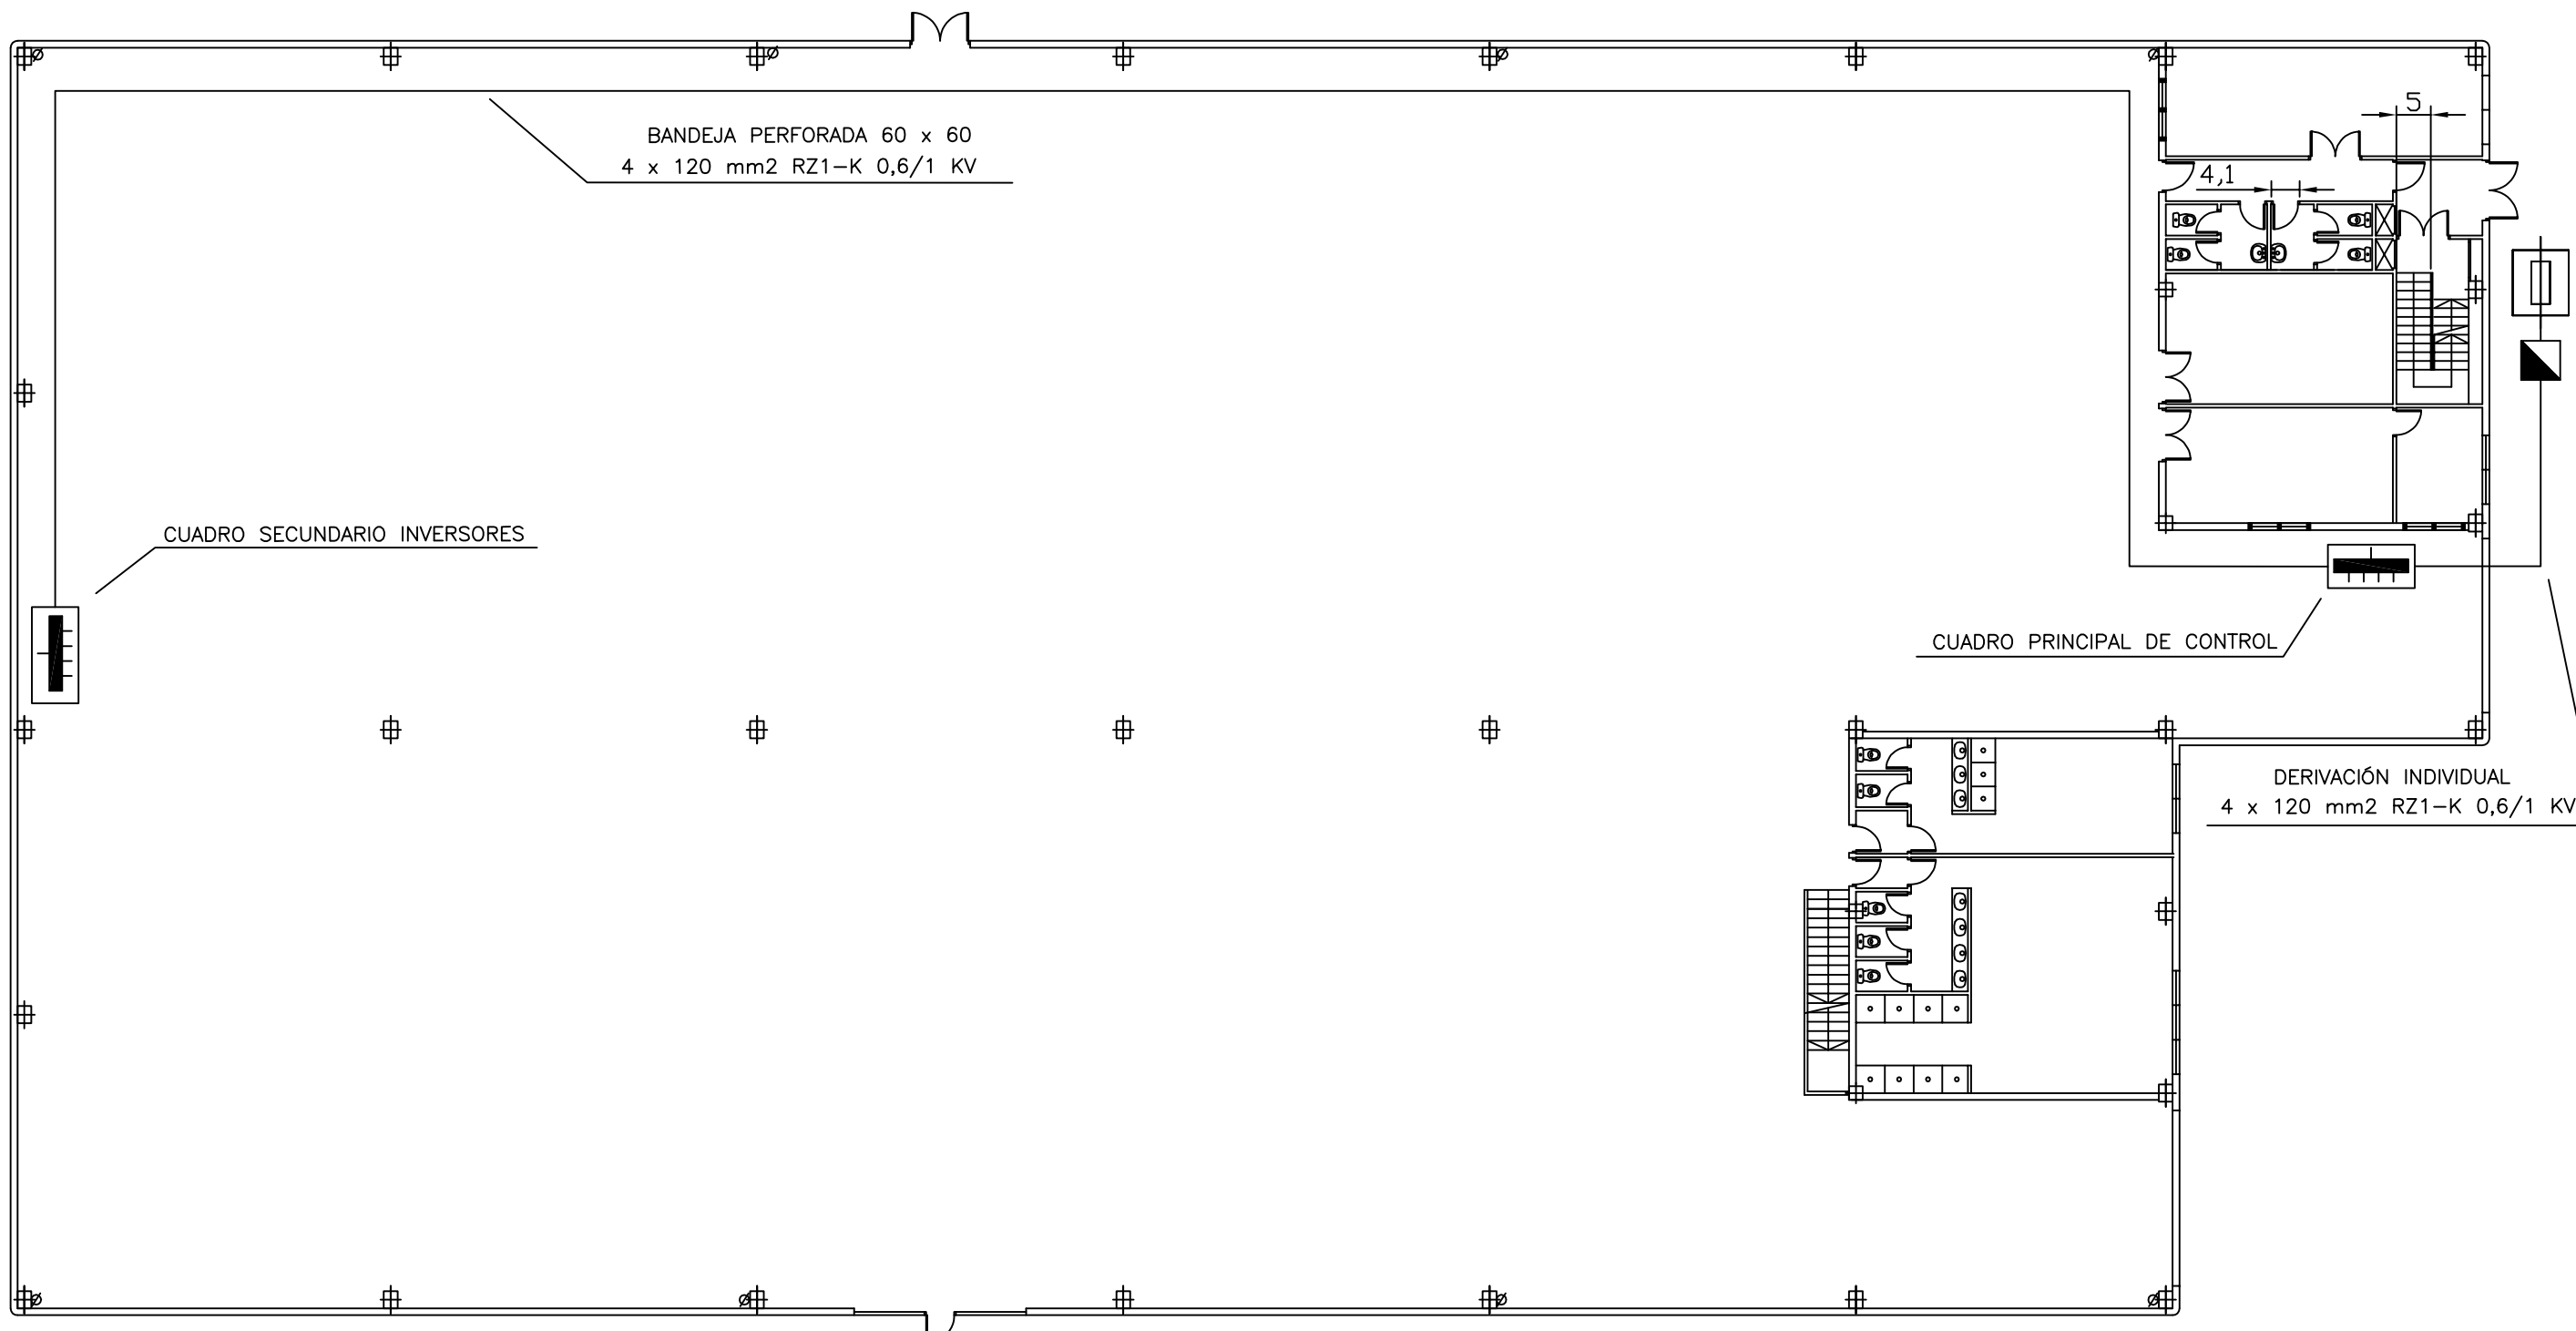 5
BANDEJA PERFORADA 60 x 60
4 x 120 mm2 RZ1-K 0,6/1 KV
4,1
CUADRO SECUNDARIO INVERSORES
CUADRO PRINCIPAL DE CONTROL
DERIVACIÓN INDIVIDUAL
4 x 120 mm2 RZ1-K 0,6/1 KV